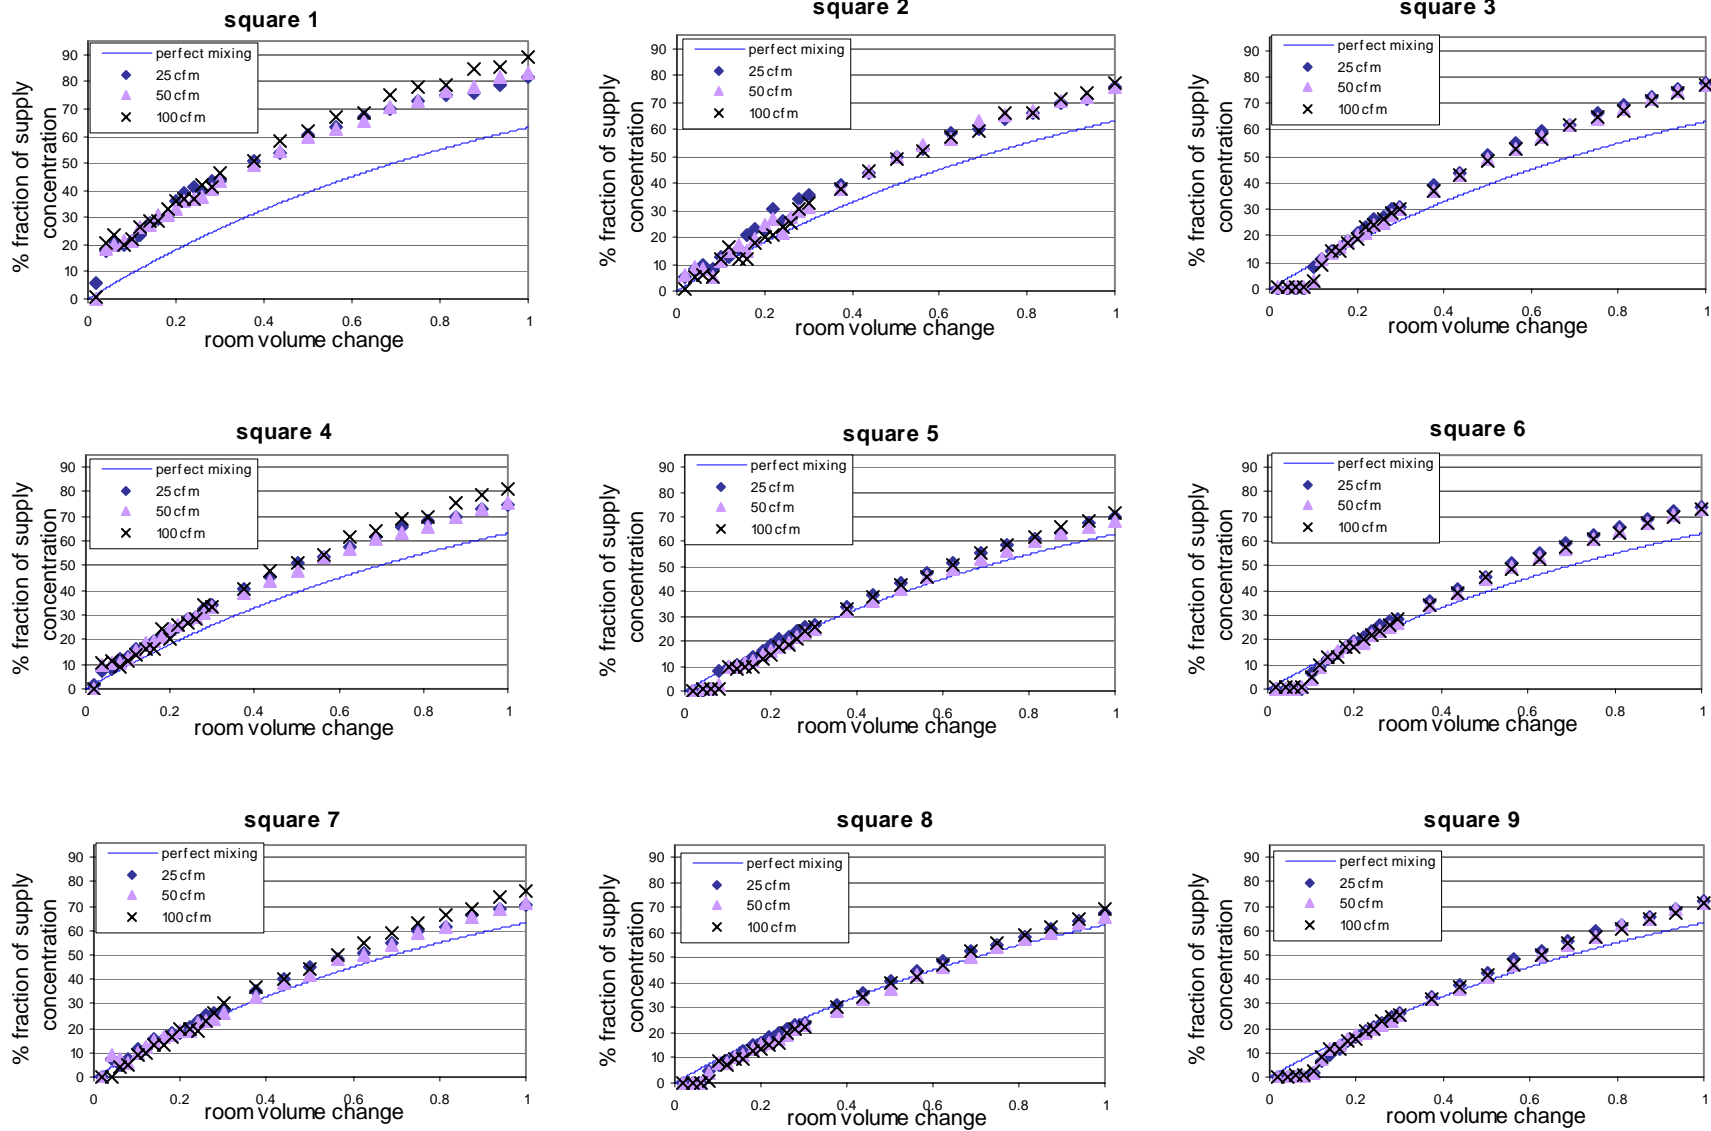 square 1
% fraction of supply
concentration
90
80
70
60
50
40
30
20
10
0
perfect mixing
25 cfm
50 cfm
100 cfm
0 0.2 0.4 0.6 0.8 1
room volume change
square 2
% fraction of supply
concentration
90
80
70
60
50
40
30
20
10
0
perfect mixing
25 cfm
50 cfm
100 cfm
0 0.2 0.4 0.6 0.8 1
room volume change
square 3
% fraction of supply
concentration
90
80
70
60
50
40
30
20
10
0
perfect mixing
25 cfm
50 cfm
100 cfm
0 0.2 0.4 0.6 0.8 1
room volume change
square 4
% fraction of supply
concentration
90
80
70
60
50
40
30
20
10
0
perfect mixing
25 cfm
50 cfm
100 cfm
0 0.2 0.4 0.6 0.8 1
room volume change
square 5
% fraction of supply
concentration
90
80
70
60
50
40
30
20
10
0
perfect mixing
25 cfm
50 cfm
100 cfm
0 0.2 0.4 0.6 0.8 1
room volume change
square 6
% fraction of supply
concentration
90
80
70
60
50
40
30
20
10
0
perfect mixing
25 cfm
50 cfm
100 cfm
0 0.2 0.4 0.6 0.8 1
room volume change
square 7
% fraction of supply
concentration
90
80
70
60
50
40
30
20
10
0
perfect mixing
25 cfm
50 cfm
100 cfm
0 0.2 0.4 0.6 0.8 1
room volume change
square 8
% fraction of supply
concentration
90
80
70
60
50
40
30
20
10
0
perfect mixing
25 cfm
50 cfm
100 cfm
0 0.2 0.4 0.6 0.8 1
room volume change
square 9
% fraction of supply
concentration
90
80
70
60
50
40
30
20
10
0
perfect mixing
25 cfm
50 cfm
100 cfm
0 0.2 0.4 0.6 0.8 1
room volume change